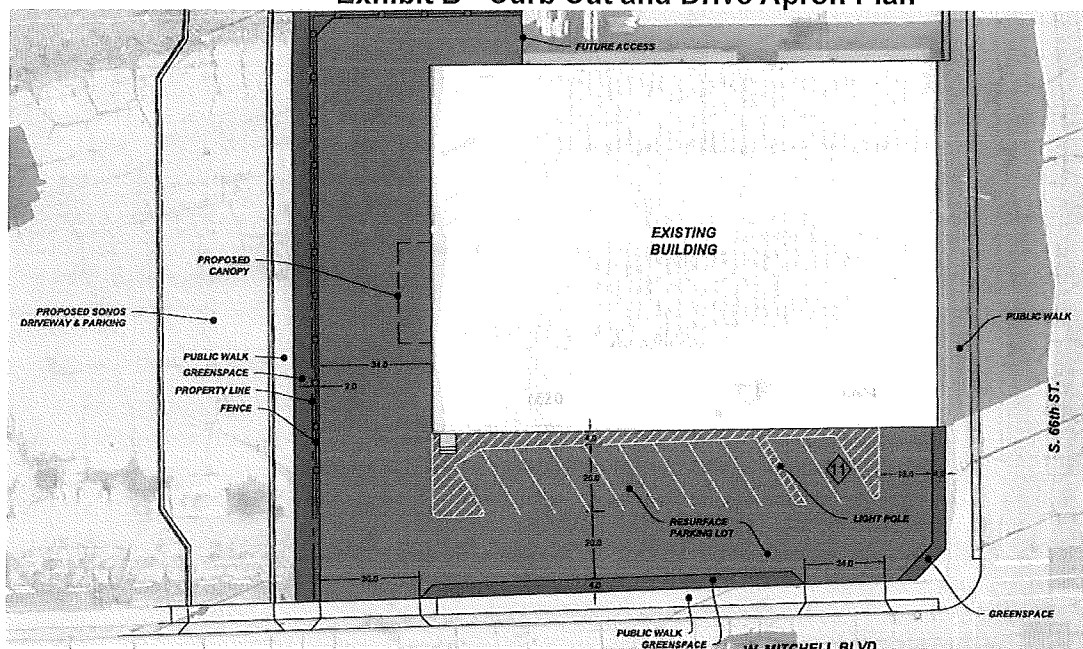 Exhibit B - Curb Cut and Drive Apron Plan
FUTURE ACCESS
EXISTING
BUILDING
PROPOSED
CANOPY
PROPOSED SONOS
DRIVEWAY & PARKING
PUBLIC WALK
PUBLIC WALK
GREENSPACE
PROPERTY LINE
FENCE
2.0
S. 66th ST.
4.0
20.0
11
RESURFACE
PARKING LOT
LIGHT POLE
20.0
30.0
4.0
24.0
GREENSPACE
PUBLIC WALK
GREENSPACE
W. MITCHELL BLVD